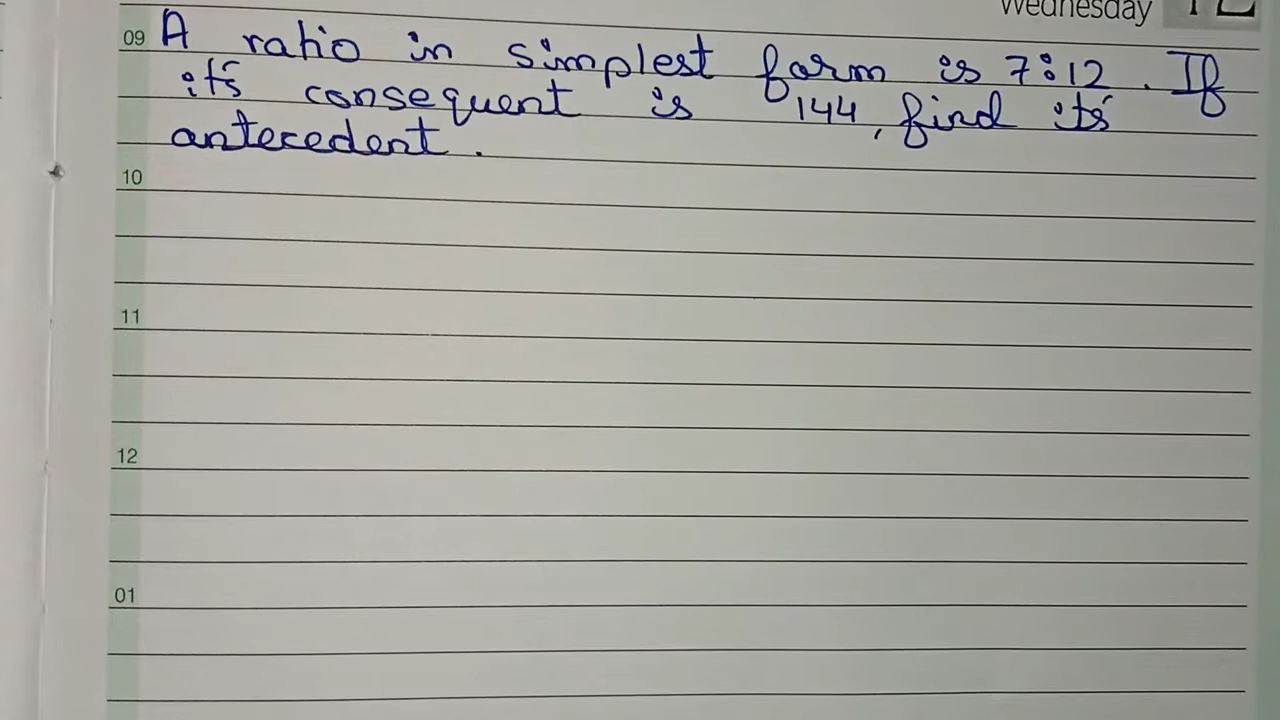 Wednesday
09 A ratio in simplest form is 7:12. If
its consequent is 144, find its
antecedent.
10
11
12
01